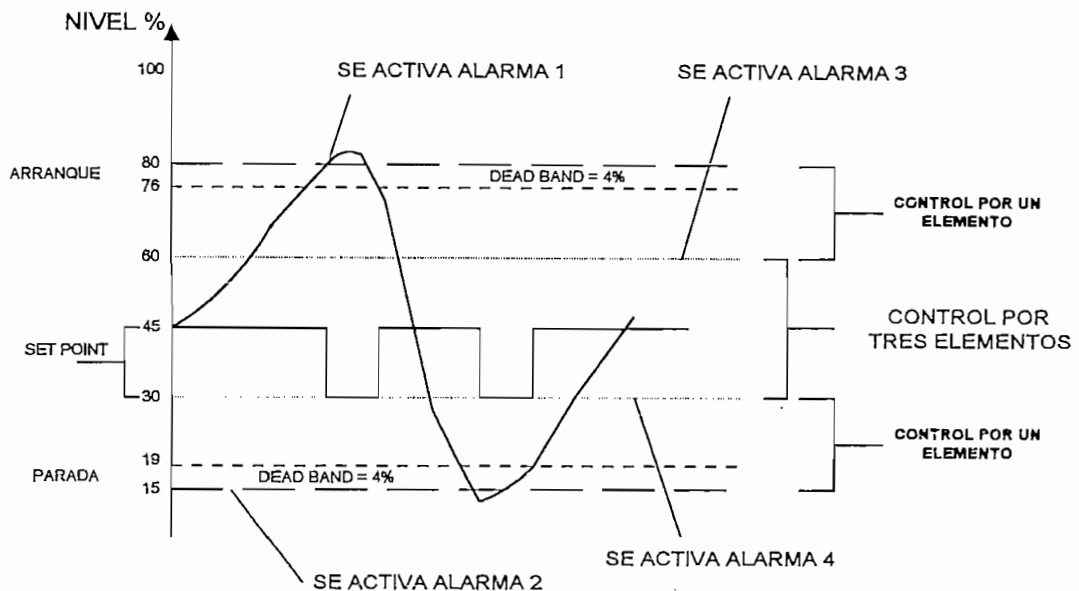 NIVEL %
100
SE ACTIVA ALARMA 1
SE ACTIVA ALARMA 3
ARRANQUE
80
76
DEAD BAND = 4%
CONTROL POR UN
ELEMENTO
60
45
SET POINT
CONTROL POR
TRES ELEMENTOS
30
CONTROL POR UN
ELEMENTO
19
PARADA
DEAD BAND = 4%
15
SE ACTIVA ALARMA 4
SE ACTIVA ALARMA 2